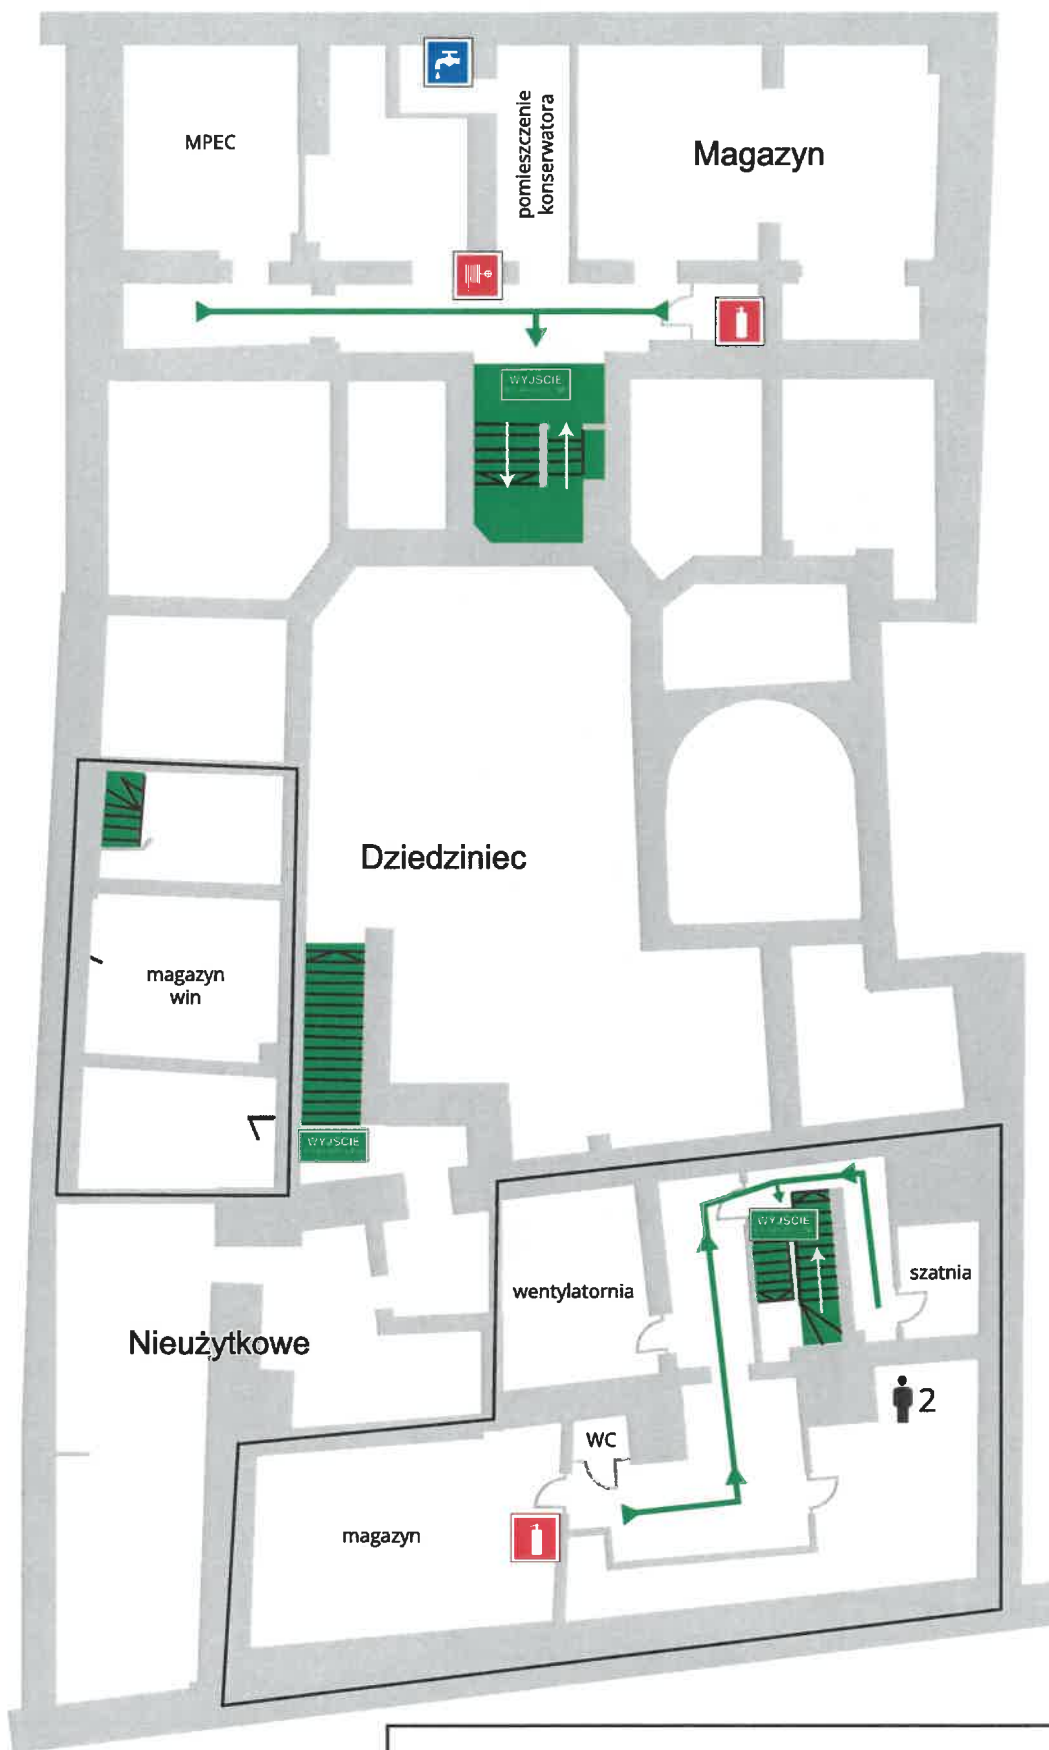 MPEC
pomieszczenie
konserwatora
Magazyn
WYJŚCIE
Dziedziniec
magazyn
win
WYJŚCIE
WYJŚCIE
wentylatornia
szatnia
Nieużytkowe
2
WC
magazyn